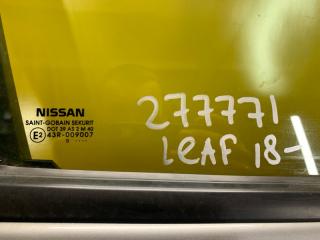 NISSAN
SAINT-GOBAIN SEKURIT
DOT 39 AS 2 M 40
E2 43R-009007
277771
LEAF 18-